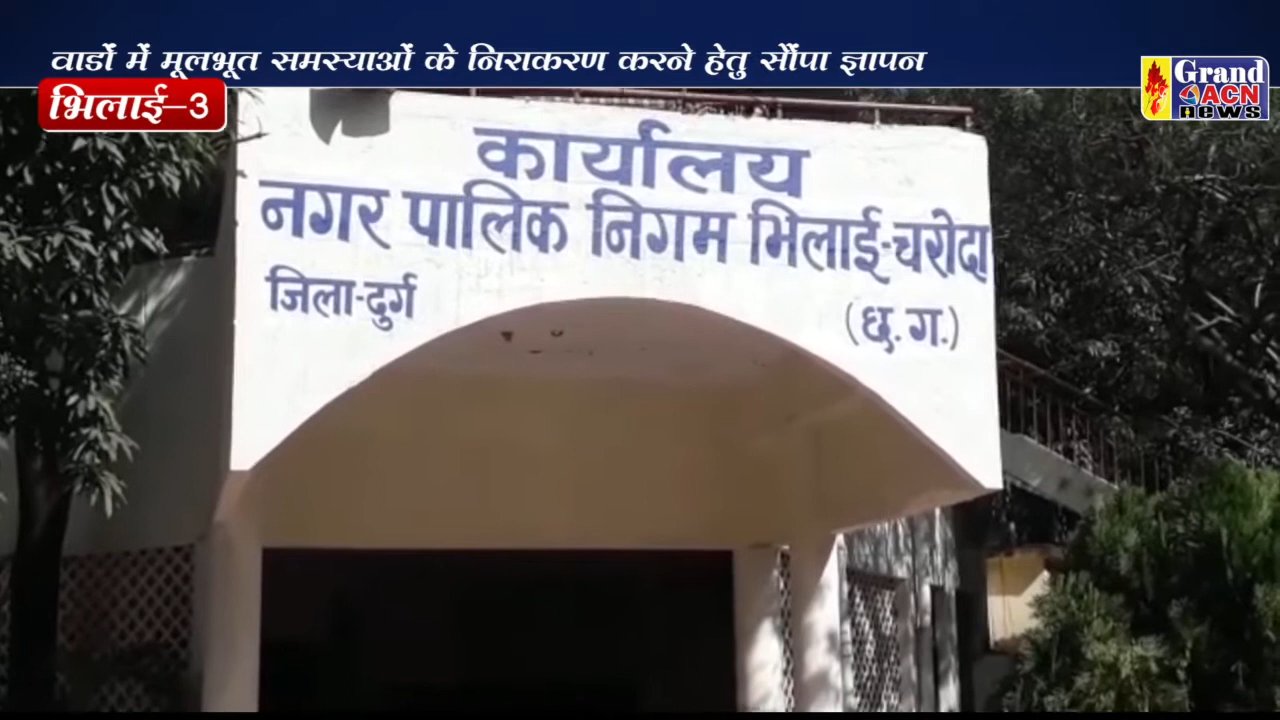 वार्डो में मूलभूत समस्याओं के निराकरण करने हेतु सौंपा ज्ञापन
भिलाई-3
Grand
ACN
news
कार्यालय
नगर पालिक निगम भिलाई-चरोदा
जिला-दुर्ग
(छ.ग.)